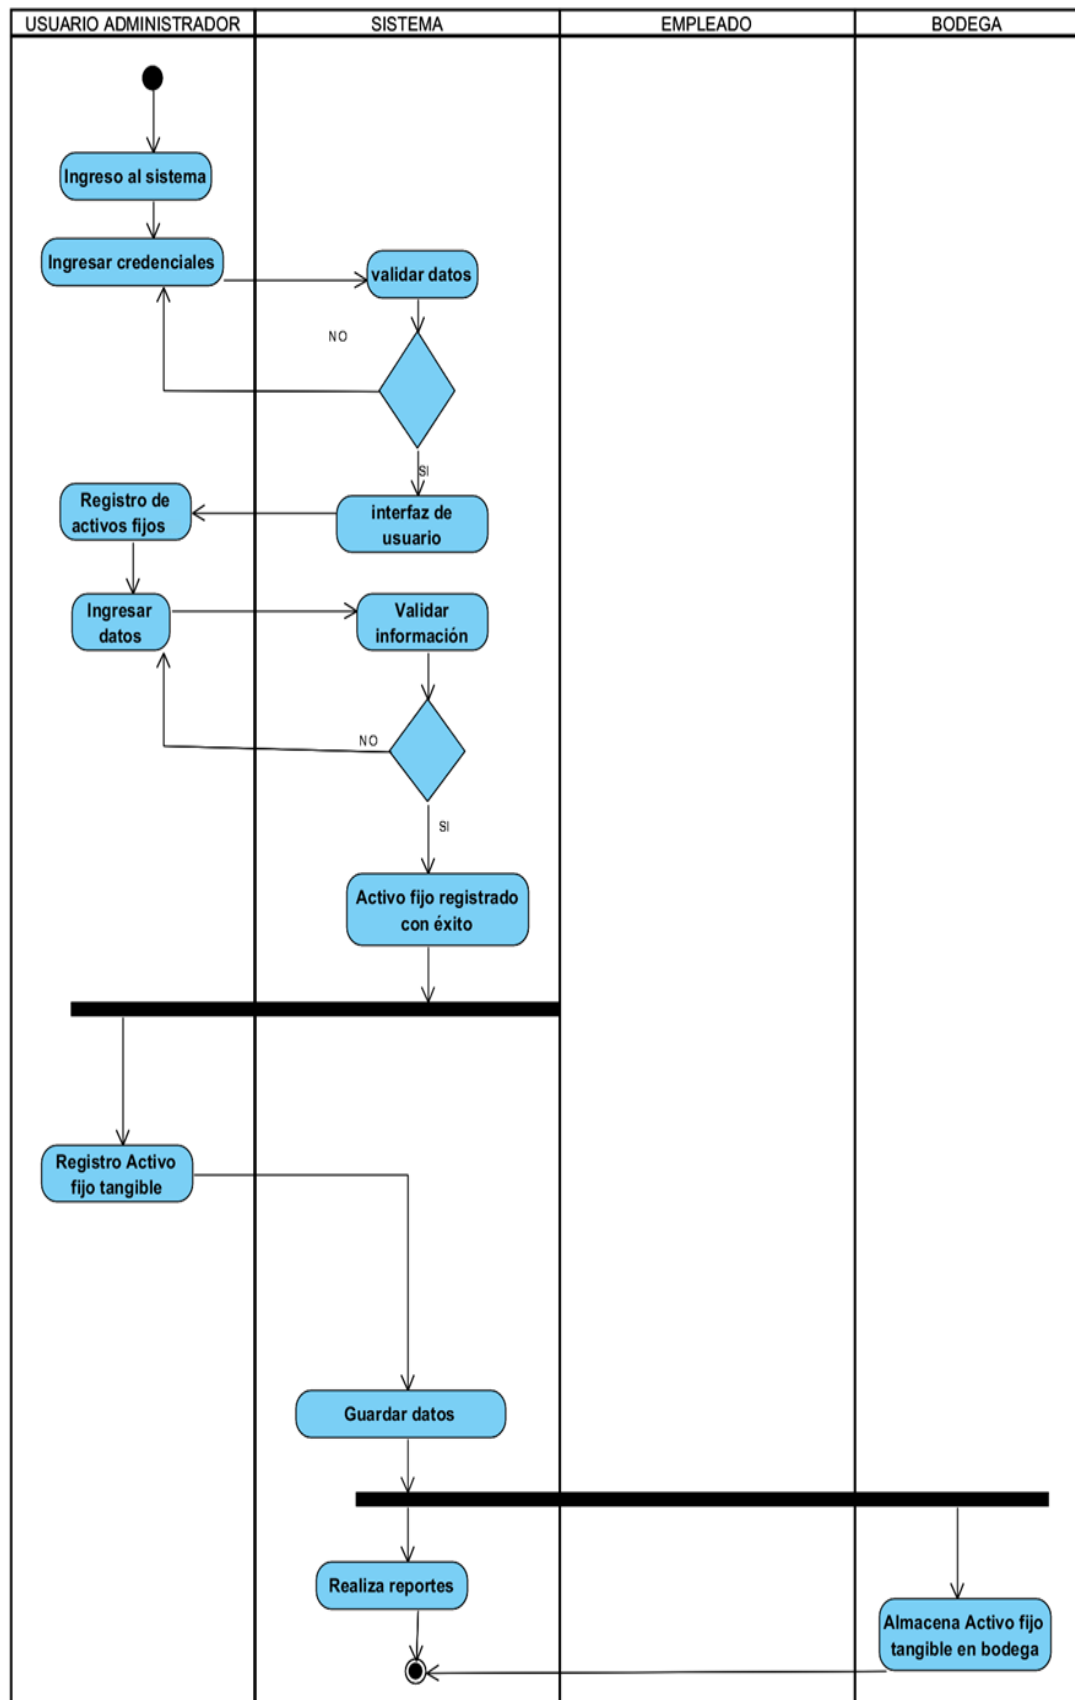 USUARIO ADMINISTRADOR
SISTEMA
EMPLEADO
BODEGA
Ingreso al sistema
Ingresar credenciales
validar datos
NO
SI
Registro de
activos fijos
interfaz de
usuario
Ingresar
datos
Validar
información
NO
SI
Activo fijo registrado
con éxito
Registro Activo
fijo tangible
Guardar datos
Realiza reportes
Almacena Activo fijo
tangible en bodega